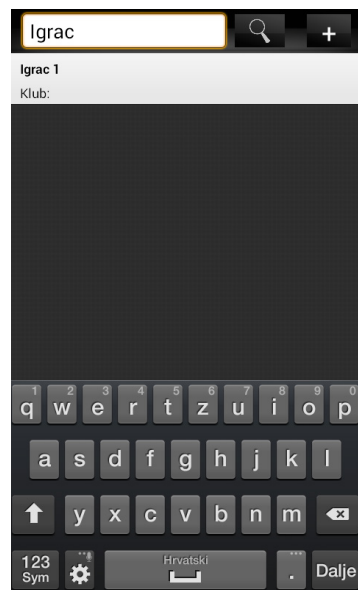 Igrac
+
Igrac 1
Klub:
1 2 3 4 5 6 7 8 9 0
q w e r t z u i o p
a s d f g h j k l
y x c v b n m
123 Hrvatski
Sym . Dalje